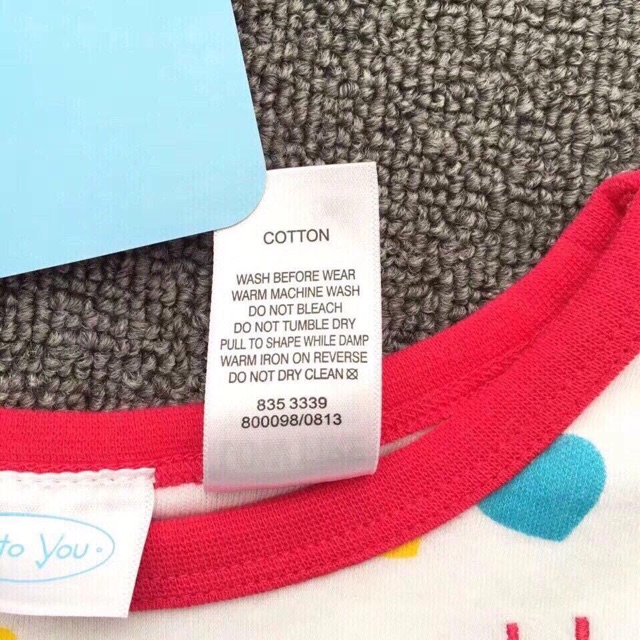 COTTON
WASH BEFORE WEAR
WARM MACHINE WASH
DO NOT BLEACH
DO NOT TUMBLE DRY
PULL TO SHAPE WHILE DAMP
WARM IRON ON REVERSE
DO NOT DRY CLEAN
835 3339
800098/0813
to You